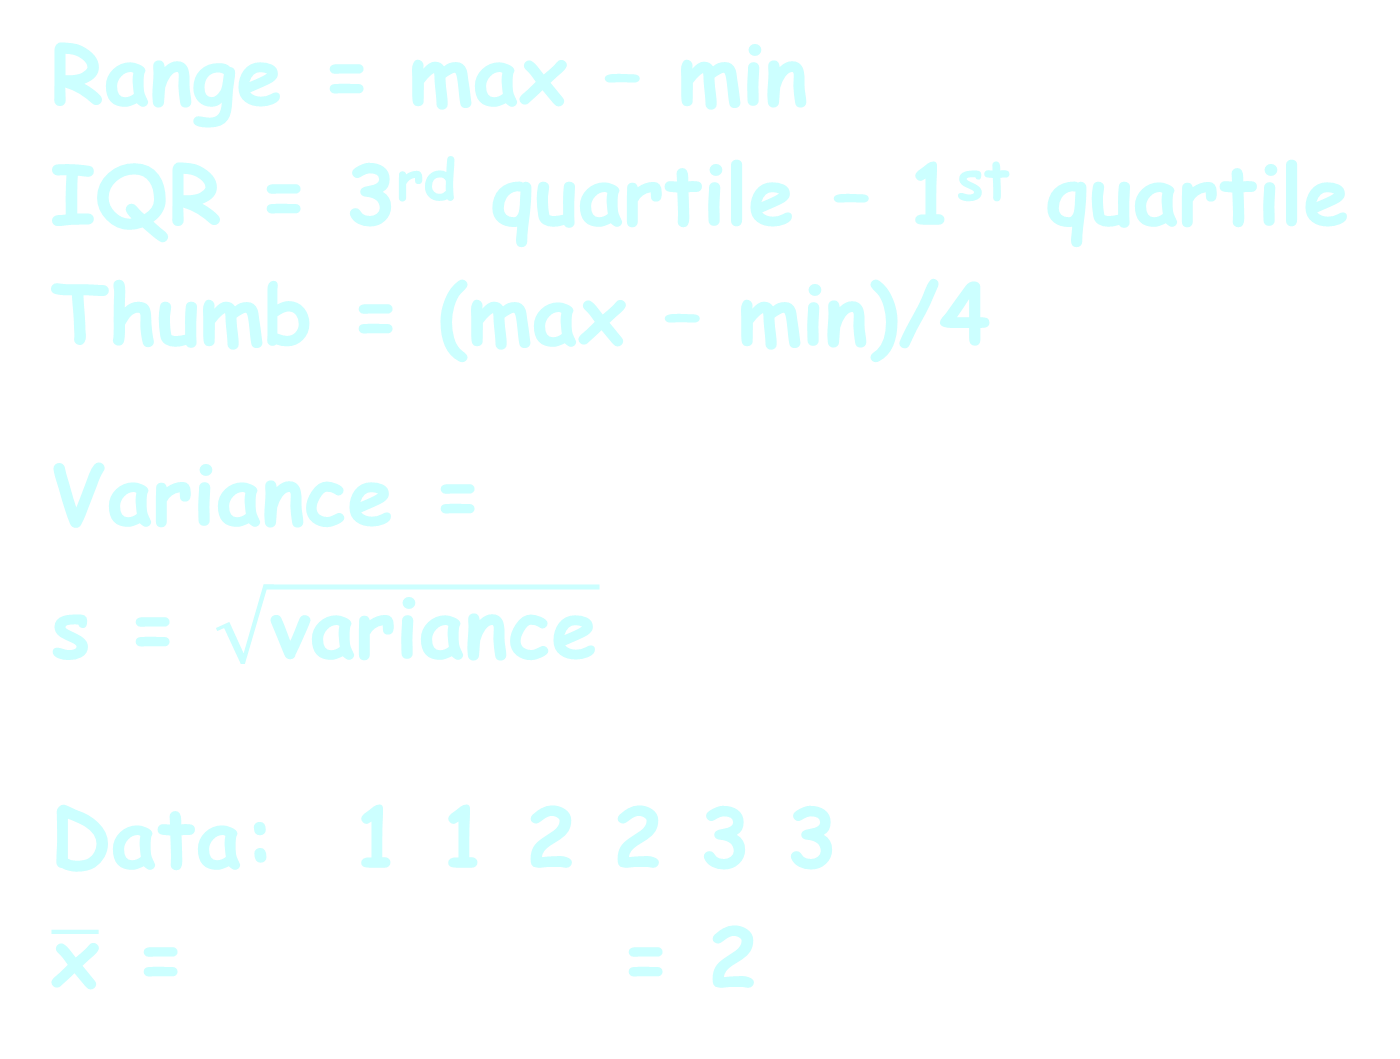 Range = max – min
IQR = 3rd quartile – 1st quartile
Thumb = (max – min)/4
Variance =
s = √variance
Data: 1 1 2 2 3 3
x̅ = = 2